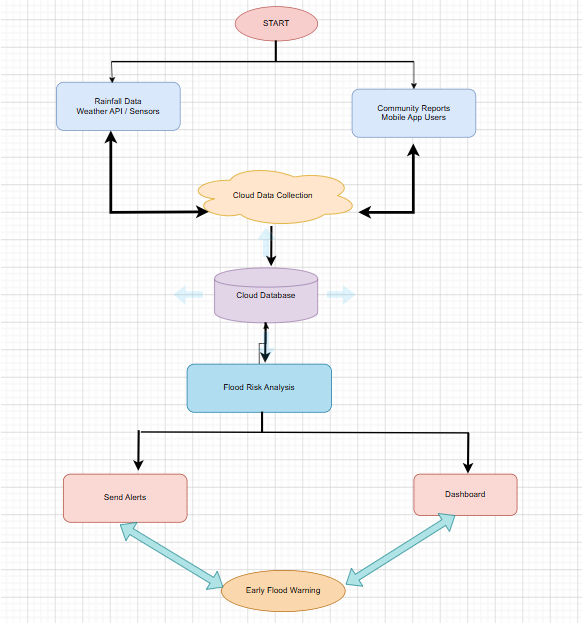 START
Rainfall Data
Weather API / Sensors
Community Reports
Mobile App Users
Cloud Data Collection
Cloud Database
Flood Risk Analysis
Send Alerts
Dashboard
Early Flood Warning